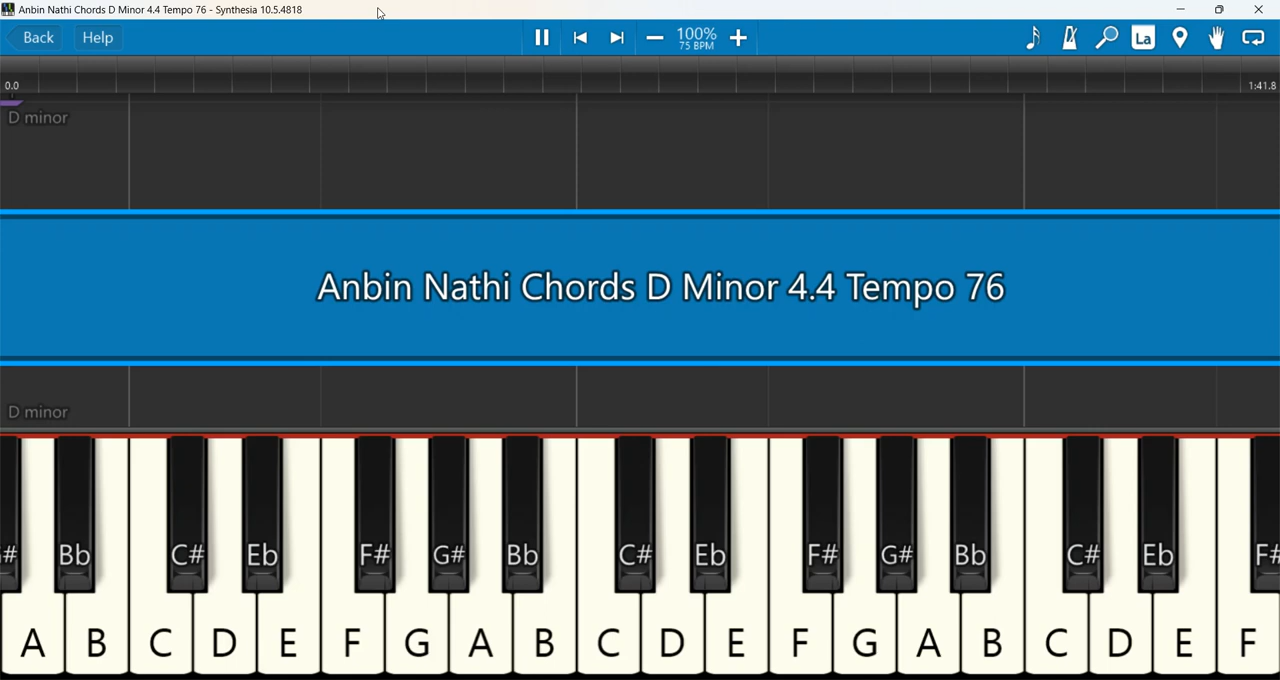 Anbin Nathi Chords D Minor 4.4 Tempo 76 - Synthesia 10.5.4818
Back Help 100% La
75 BPM
0.0 1:41.8
D minor
Anbin Nathi Chords D Minor 4.4 Tempo 76
D minor
G# Bb C# Eb F# G# Bb C# Eb F# G# Bb C# Eb F#
A B C D E F G A B C D E F G A B C D E F